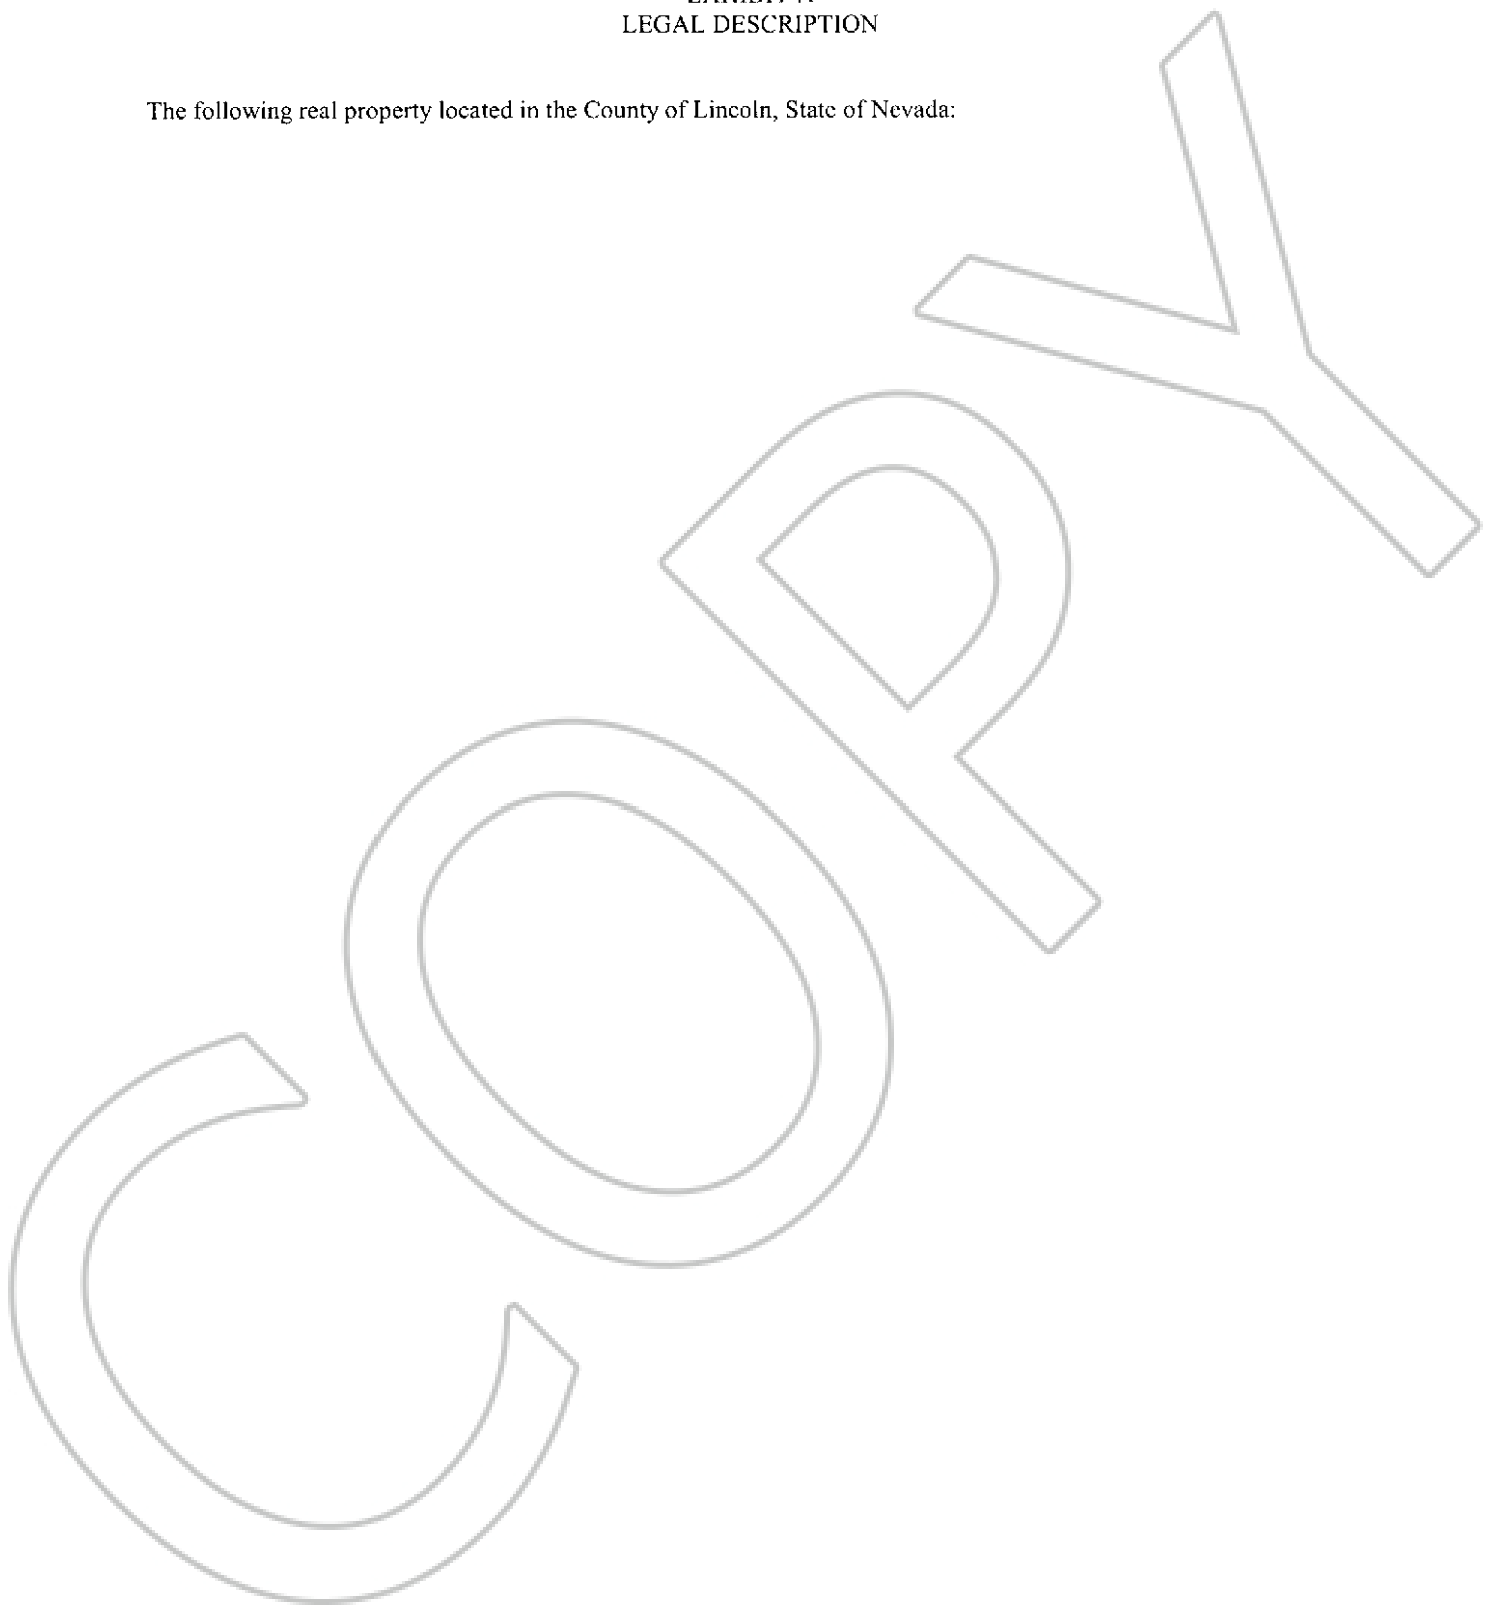 LEGAL DESCRIPTION
The following real property located in the County of Lincoln, State of Nevada:
COPY